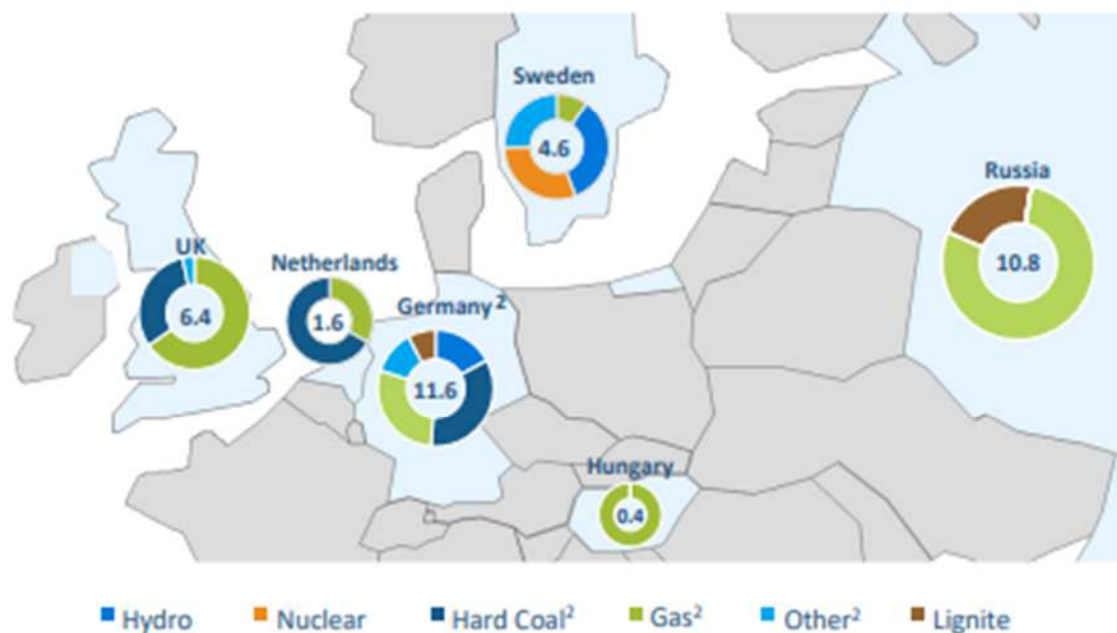 Sweden
4.6
Russia
10.8
UK
6.4
Netherlands
1.6
Germany²
11.6
Hungary
0.4
Hydro Nuclear Hard Coal² Gas² Other² Lignite